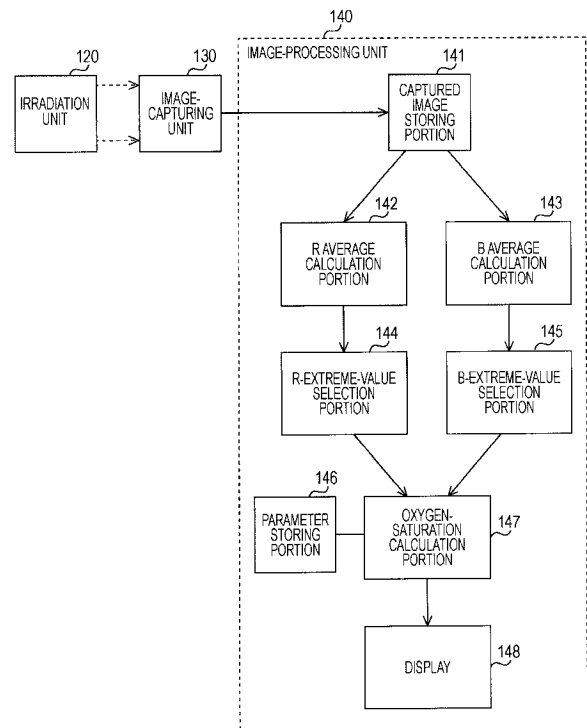 140
120
130
IMAGE-PROCESSING UNIT
141
IRRADIATION
UNIT
IMAGE-
CAPTURING
UNIT
CAPTURED
IMAGE
STORING
PORTION
142
143
R AVERAGE
CALCULATION
PORTION
B AVERAGE
CALCULATION
PORTION
144
145
R-EXTREME-VALUE
SELECTION
PORTION
B-EXTREME-VALUE
SELECTION
PORTION
146
PARAMETER
STORING
PORTION
OXYGEN-
SATURATION
CALCULATION
PORTION
147
DISPLAY
148